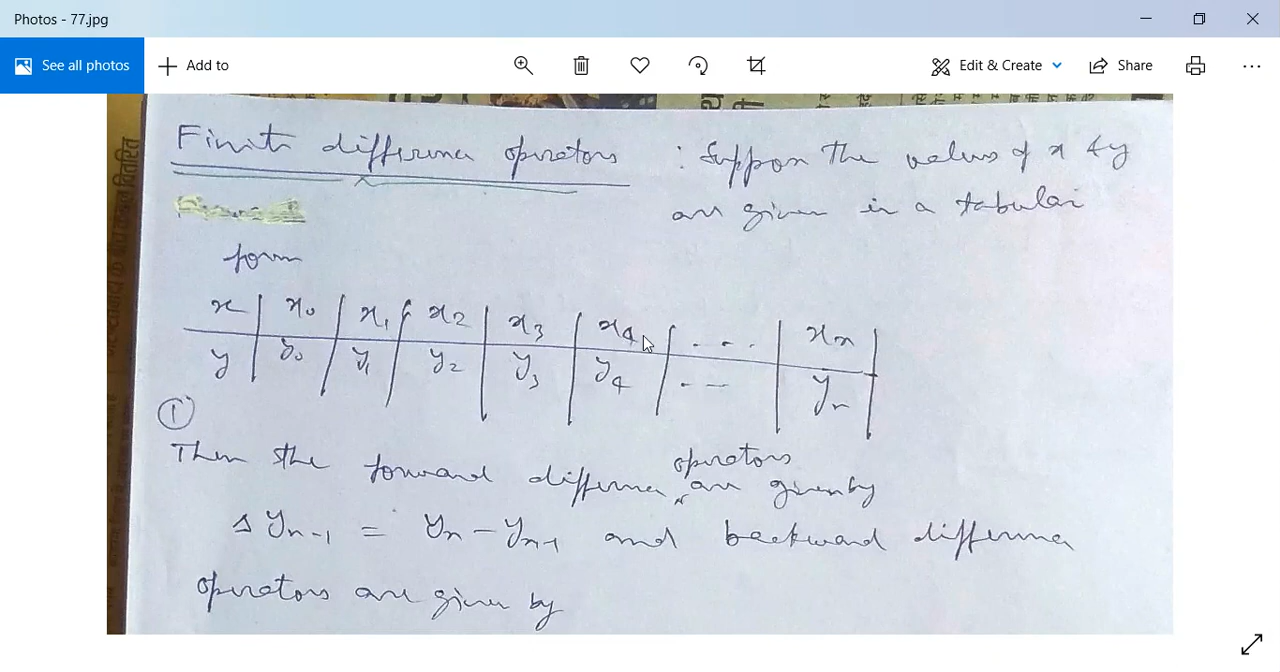 Photos - 77.jpg
See all photos
Add to
Edit & Create
Share
Finite difference operators : Suppose the values of x & y
are given in a tabular
form
x | x₀ | x₁ | x₂ | x₃ | x₄ | ... | xₙ
y | y₀ | y₁ | y₂ | y₃ | y₄ | ... | yₙ
①
Then the forward difference operators are given by
Δ yₙ₋₁ = yₙ - yₙ₋₁ and backward difference
operators are given by